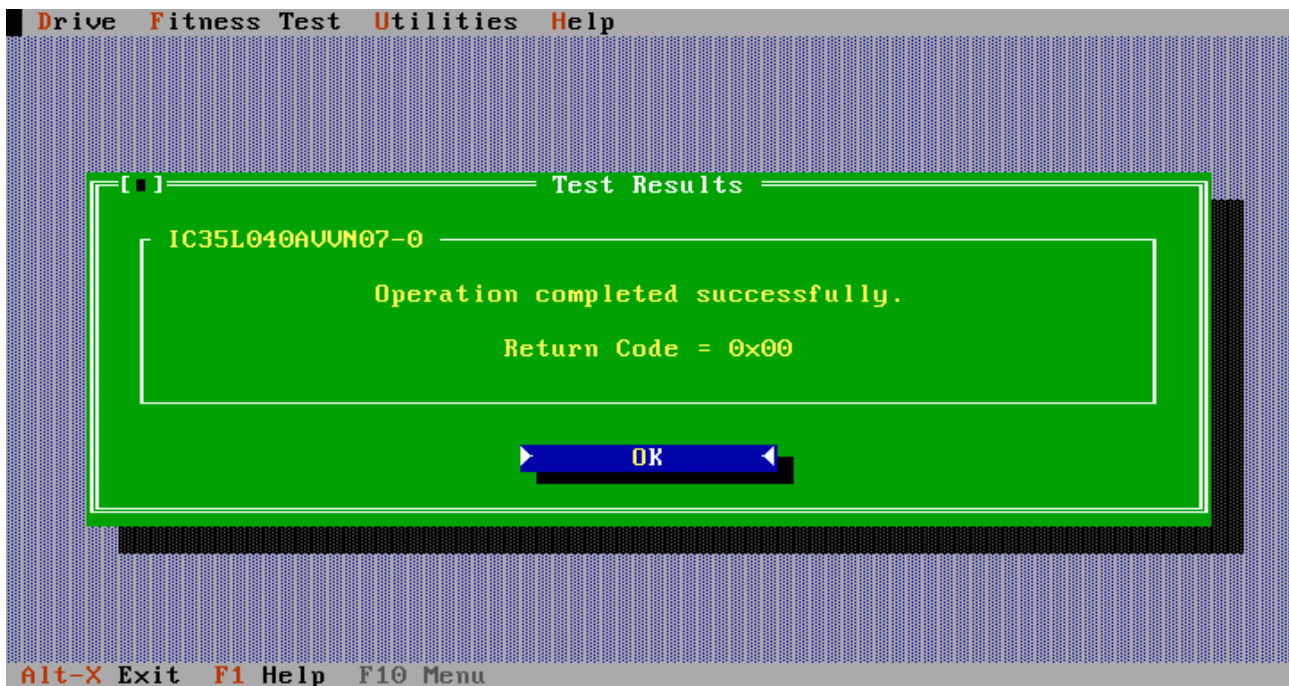 Drive Fitness Test Utilities Help
Test Results
IC35L040AVVN07-0
Operation completed successfully.
Return Code = 0x00
OK
Alt-X Exit F1 Help F10 Menu